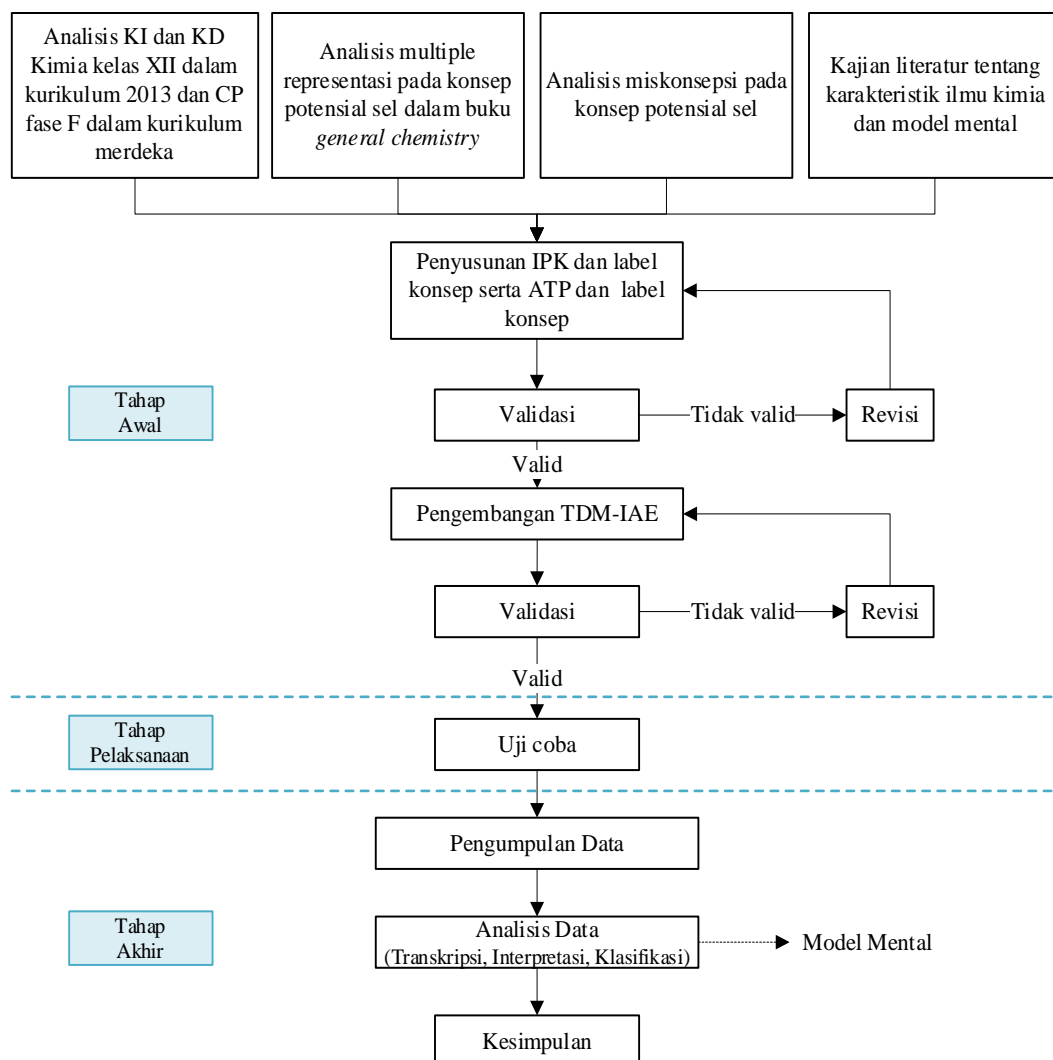 Analisis KI dan KD
Kimia kelas XII dalam
kurikulum 2013 dan CP
fase F dalam kurikulum
merdeka
Analisis multiple
representasi pada konsep
potensial sel dalam buku
general chemistry
Analisis miskonsepsi pada
konsep potensial sel
Kajian literatur tentang
karakteristik ilmu kimia
dan model mental
Penyusunan IPK dan label
konsep serta ATP dan label
konsep
Tahap
Awal
Validasi
Tidak valid
Revisi
Valid
Pengembangan TDM-IAE
Validasi
Tidak valid
Revisi
Valid
Tahap
Pelaksanaan
Uji coba
Pengumpulan Data
Tahap
Akhir
Analisis Data
(Transkripsi, Interpretasi, Klasifikasi)
Model Mental
Kesimpulan